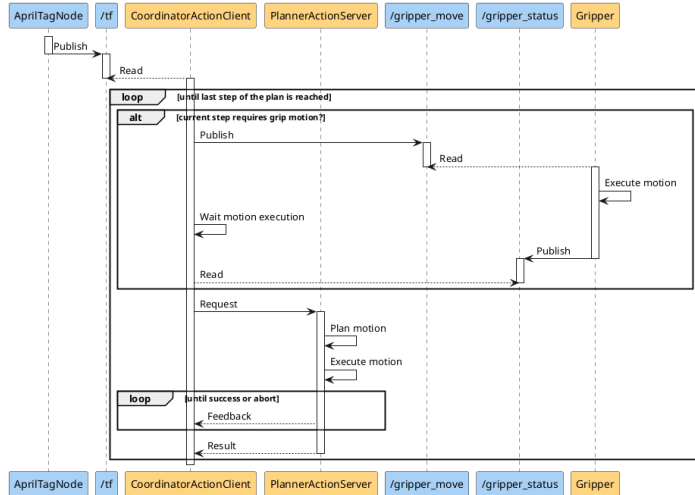 AprilTagNode /tf CoordinatorActionClient PlannerActionServer /gripper_move /gripper_status Gripper
Publish
Read
loop [until last step of the plan is reached]
alt [current step requires grip motion?]
Publish
Read
Execute motion
Wait motion execution
Publish
Read
Request
Plan motion
Execute motion
loop [until success or abort]
Feedback
Result
AprilTagNode /tf CoordinatorActionClient PlannerActionServer /gripper_move /gripper_status Gripper